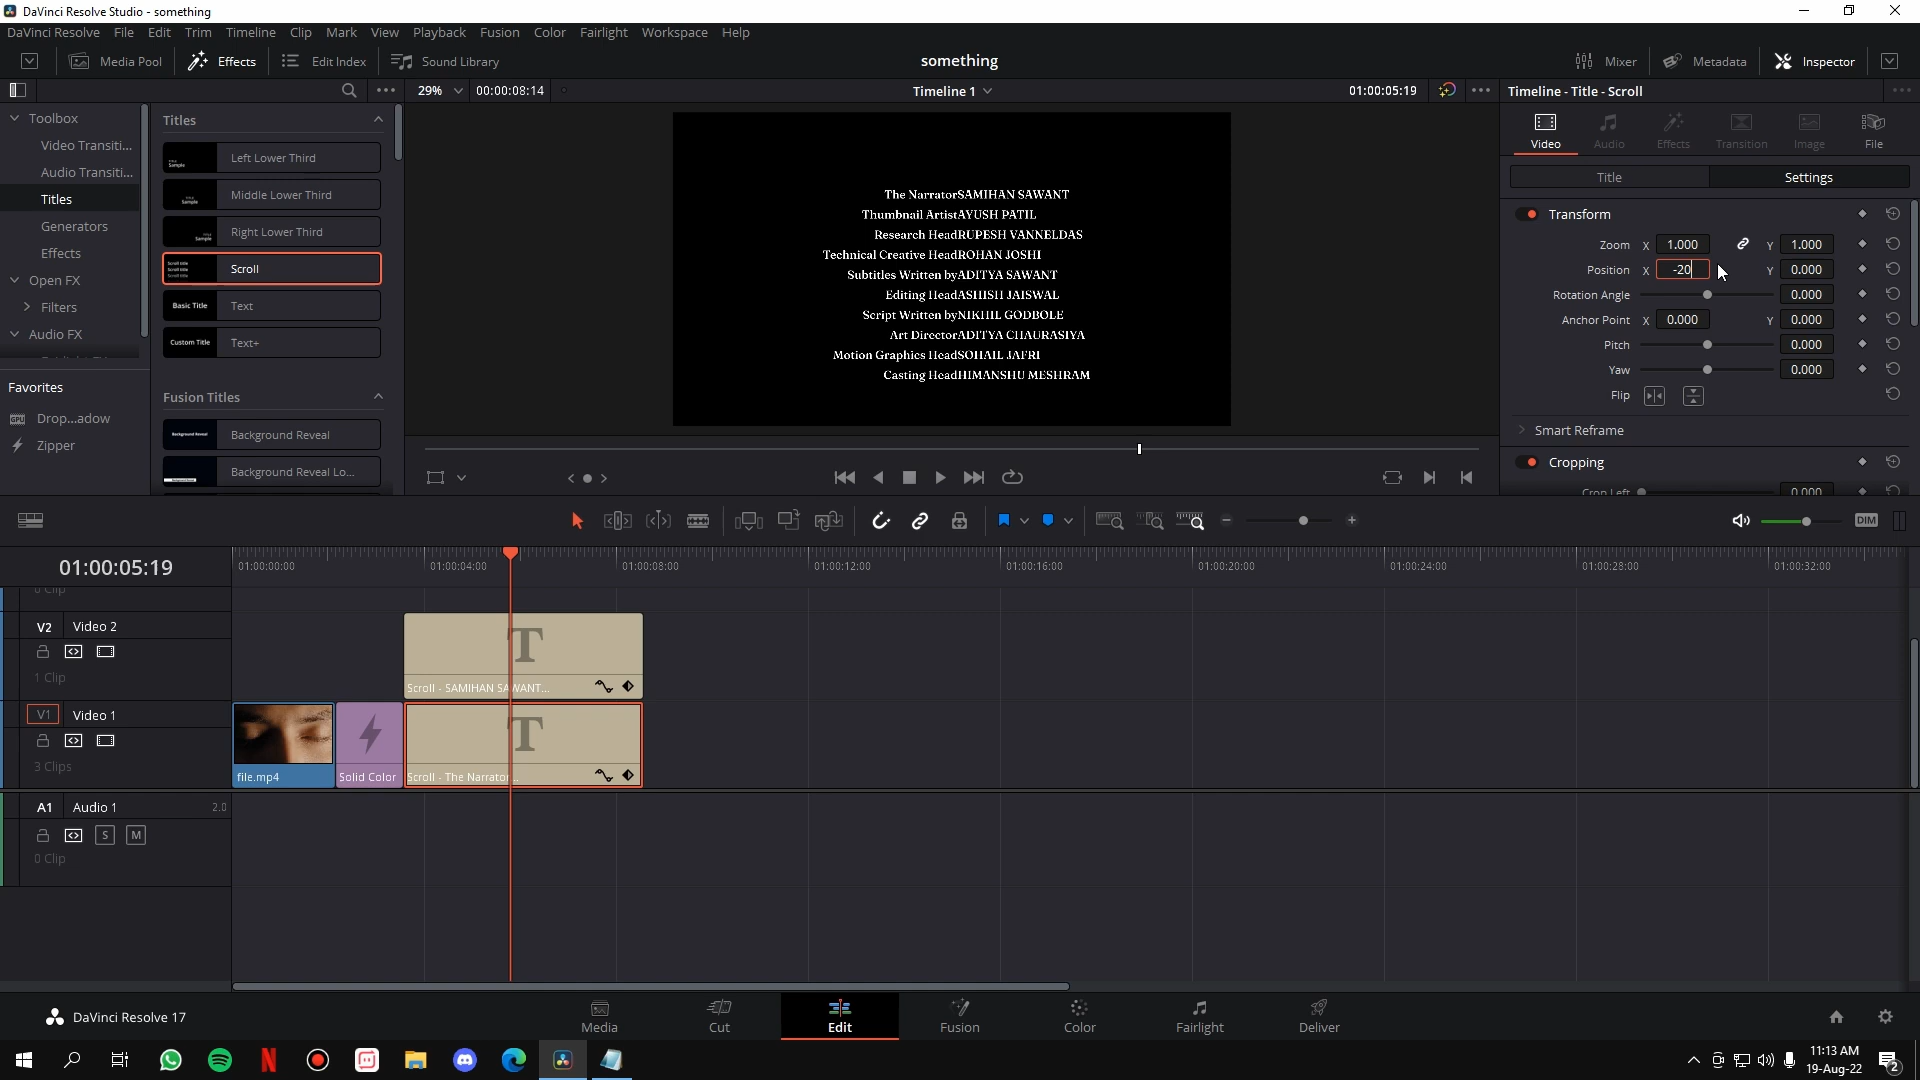 DaVinci Resolve Studio - something
DaVinci Resolve File Edit Trim Timeline Clip Mark View Playback Fusion Color Fairlight Workspace Help
Media Pool Effects Edit Index Sound Library something Mixer Metadata Inspector
29% 00:00:08:14 Timeline 1 01:00:05:19 Timeline - Title - Scroll
Toolbox
Video Transiti...
Audio Transiti...
Titles
Generators
Effects
Open FX
Filters
Audio FX
Favorites
Drop...adow
Zipper
Titles
Left Lower Third
Middle Lower Third
Right Lower Third
Scroll
Basic Title Text
Custom Title Text+
Fusion Titles
Background Reveal Background Reveal
Background Reveal Lo...
The NarratorSAMIHAN SAWANT
Thumbnail ArtistAYUSH PATIL
Research HeadRUPESH VANNELDAS
Technical Creative HeadROHAN JOSHI
Subtitles Written byADITYA SAWANT
Editing HeadASHISH JAISWAL
Script Written byNIKHIL GODBOLE
Art DirectorADITYA CHAURASIYA
Motion Graphics HeadSOHAIL JAFRI
Casting HeadHIMANSHU MESHRAM
Video Audio Effects Transition Image File
Title Settings
Transform
Zoom X 1.000 Y 1.000
Position X -20 Y 0.000
Rotation Angle 0.000
Anchor Point X 0.000 Y 0.000
Pitch 0.000
Yaw 0.000
Flip
Smart Reframe
Cropping
Crop Left 0.000
DIM
01:00:05:19
01:00:00:00 01:00:04:00 01:00:08:00 01:00:12:00 01:00:16:00 01:00:20:00 01:00:24:00 01:00:28:00 01:00:32:00
0 Clip
V2 Video 2
1 Clip
T
Scroll - SAMIHAN SAWANT...
V1 Video 1
3 Clips
file.mp4
Solid Color
T
Scroll - The Narrator...
A1 Audio 1 2.0
S M
0 Clip
DaVinci Resolve 17
Media Cut Edit Fusion Color Fairlight Deliver
11:13 AM
19-Aug-22
2